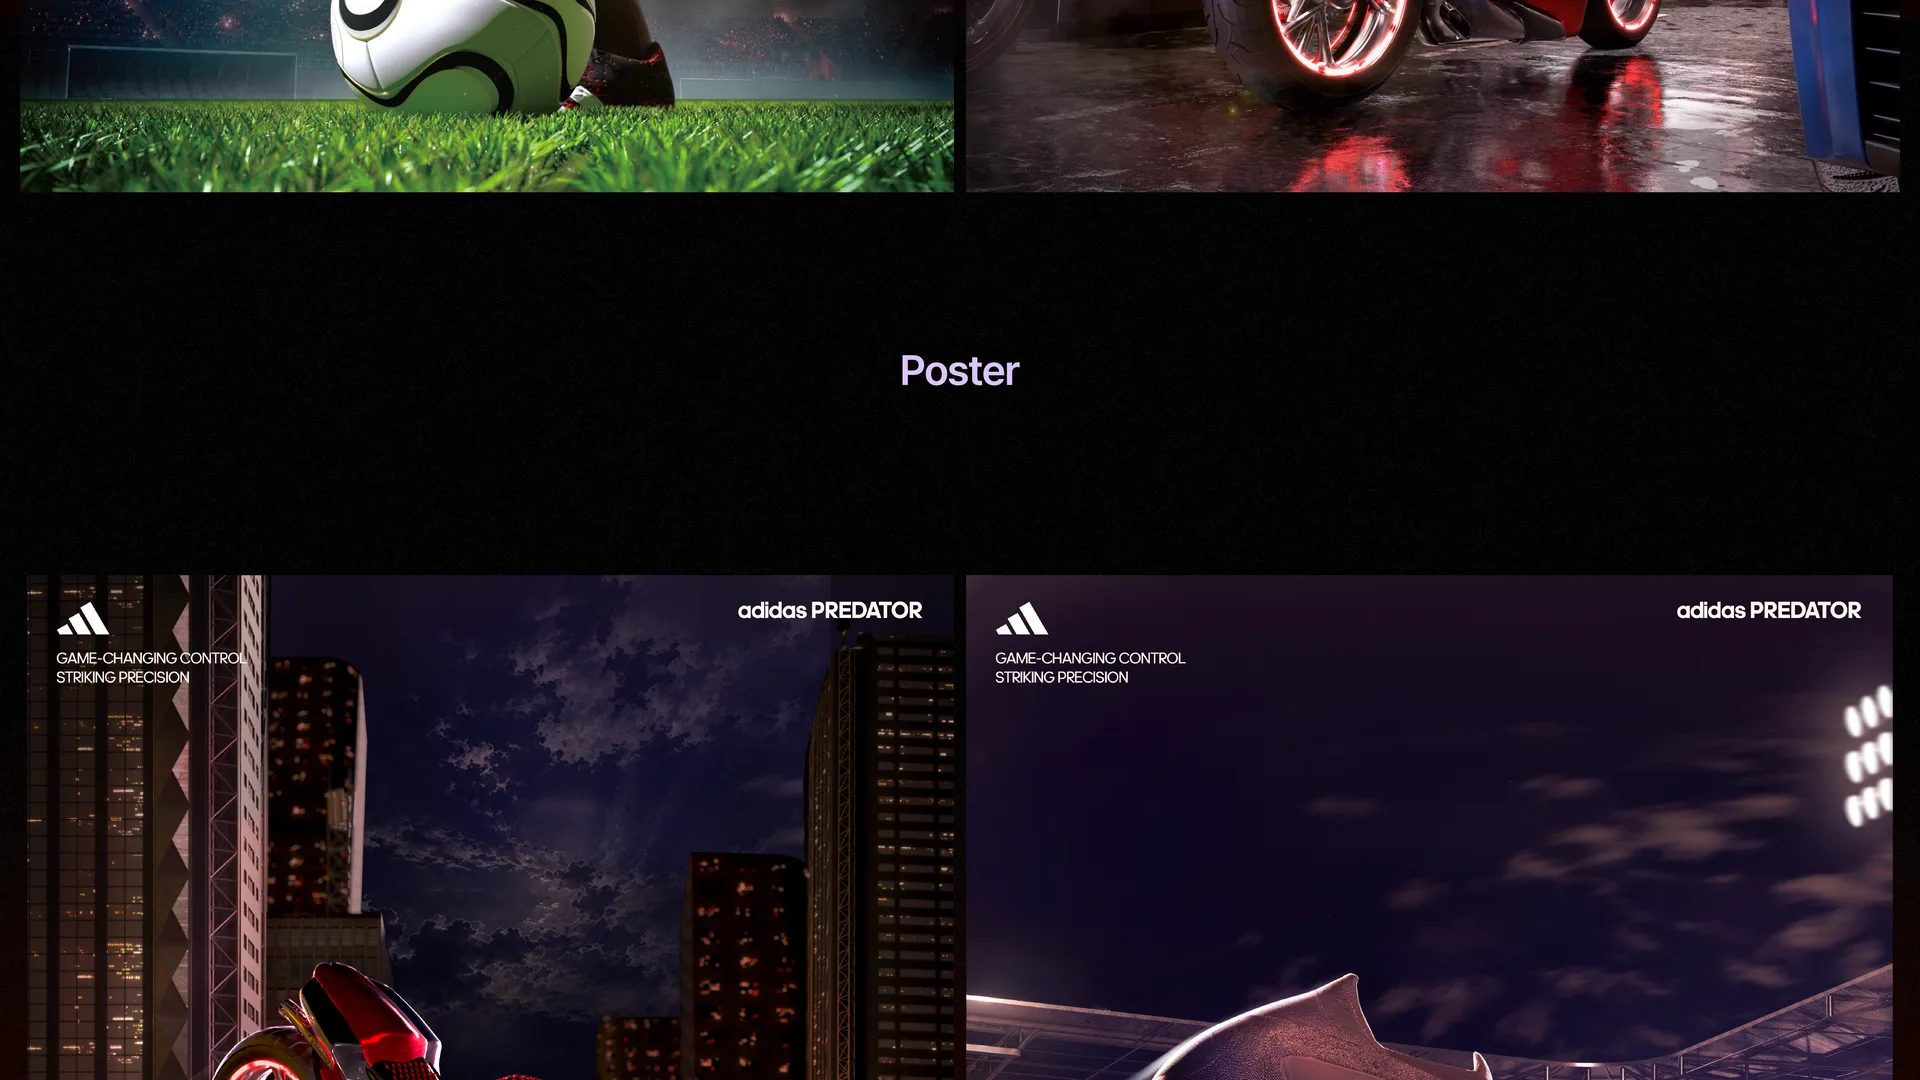 Poster
adidas PREDATOR
GAME-CHANGING CONTROL
STRIKING PRECISION
adidas PREDATOR
GAME-CHANGING CONTROL
STRIKING PRECISION